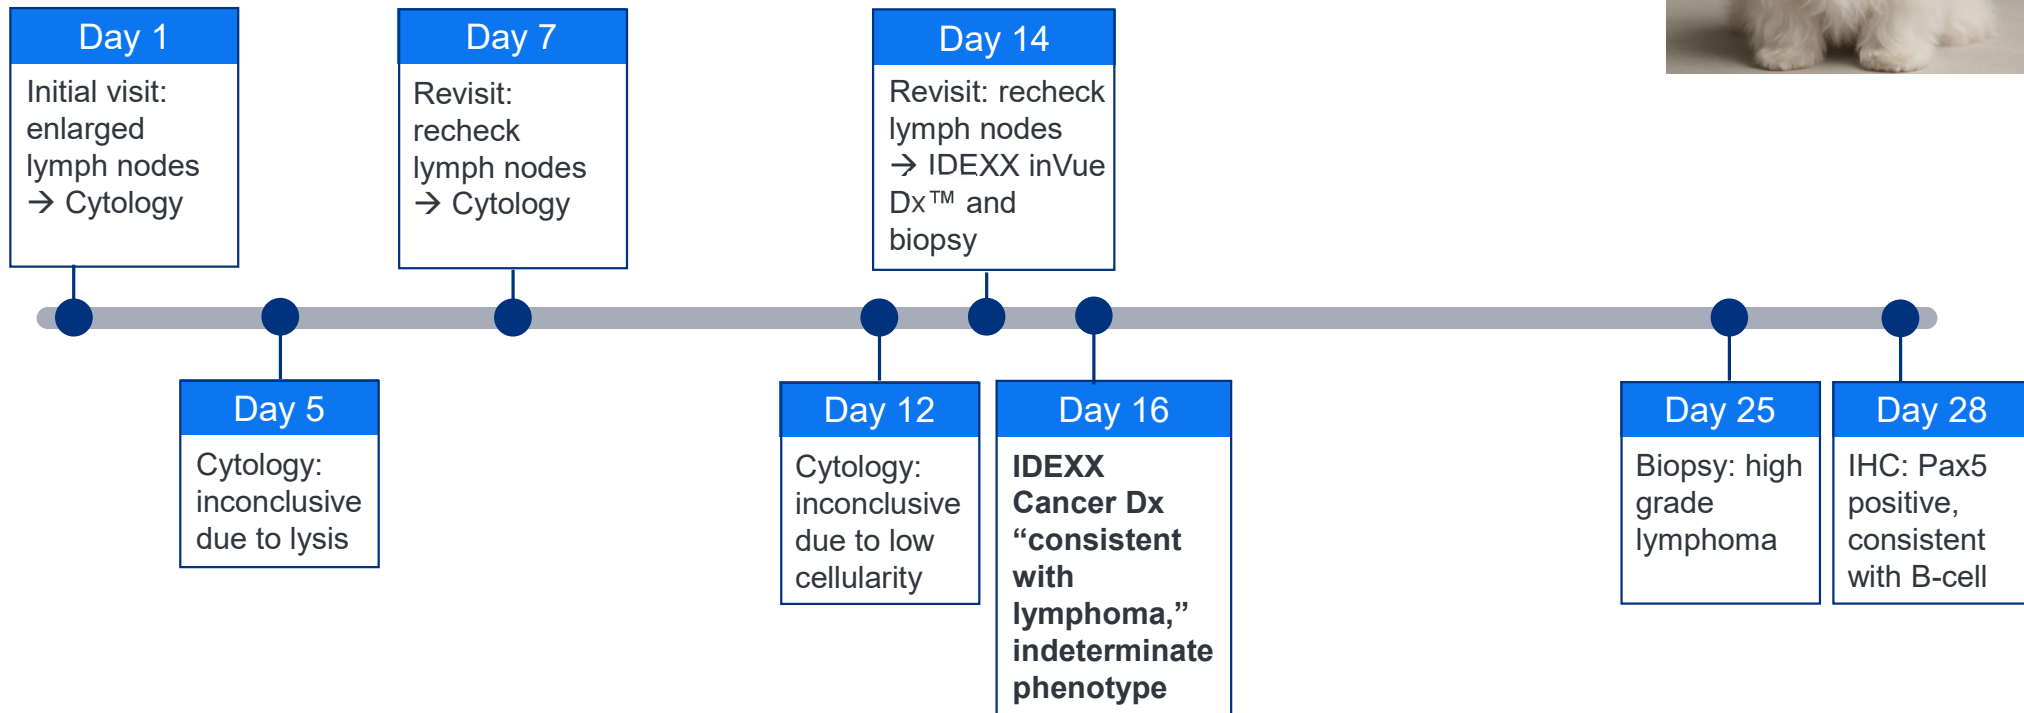 Day 1
Initial visit:
enlarged
lymph nodes
→ Cytology
Day 5
Cytology:
inconclusive
due to lysis
Day 7
Revisit:
recheck
lymph nodes
→ Cytology
Day 12
Cytology:
inconclusive
due to low
cellularity
Day 14
Revisit: recheck
lymph nodes
→ IDEXX inVue
Dx™ and
biopsy
Day 16
IDEXX
Cancer Dx
“consistent
with
lymphoma,”
indeterminate
phenotype
Day 25
Biopsy: high
grade
lymphoma
Day 28
IHC: Pax5
positive,
consistent
with B-cell